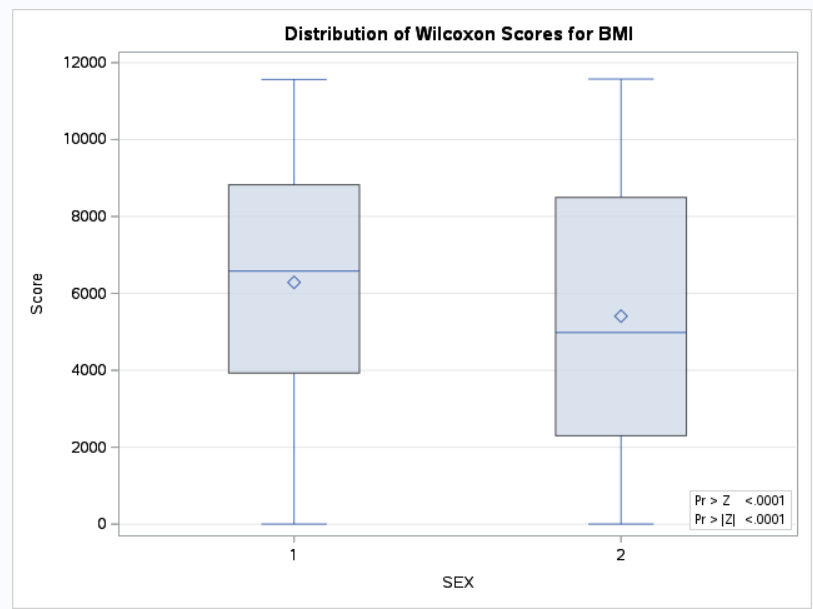 Distribution of Wilcoxon Scores for BMI
12000
10000
8000
6000
4000
2000
0
Score
Pr > Z <.0001
Pr > |Z| <.0001
1 2
SEX